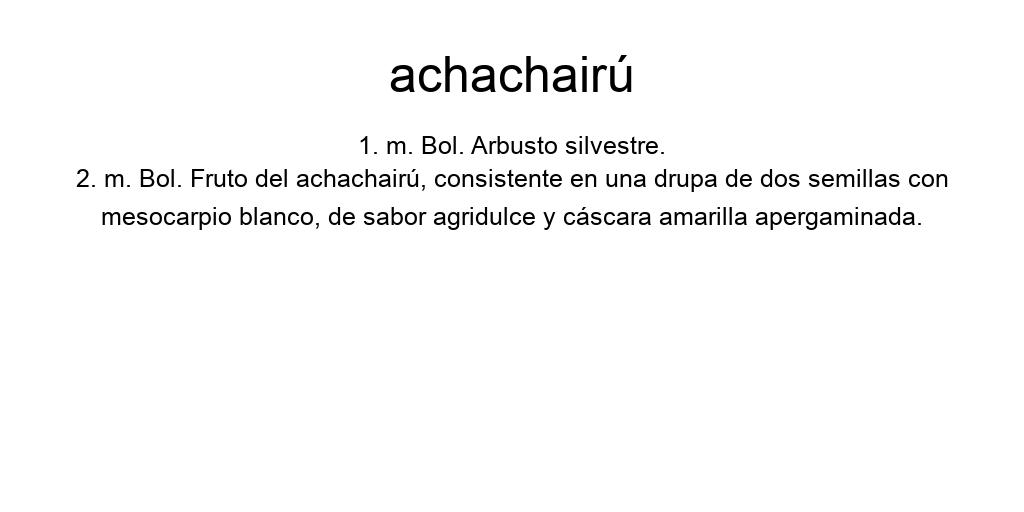 achachairú
1. m. Bol. Arbusto silvestre.
2. m. Bol. Fruto del achachairú, consistente en una drupa de dos semillas con
mesocarpio blanco, de sabor agridulce y cáscara amarilla apergaminada.